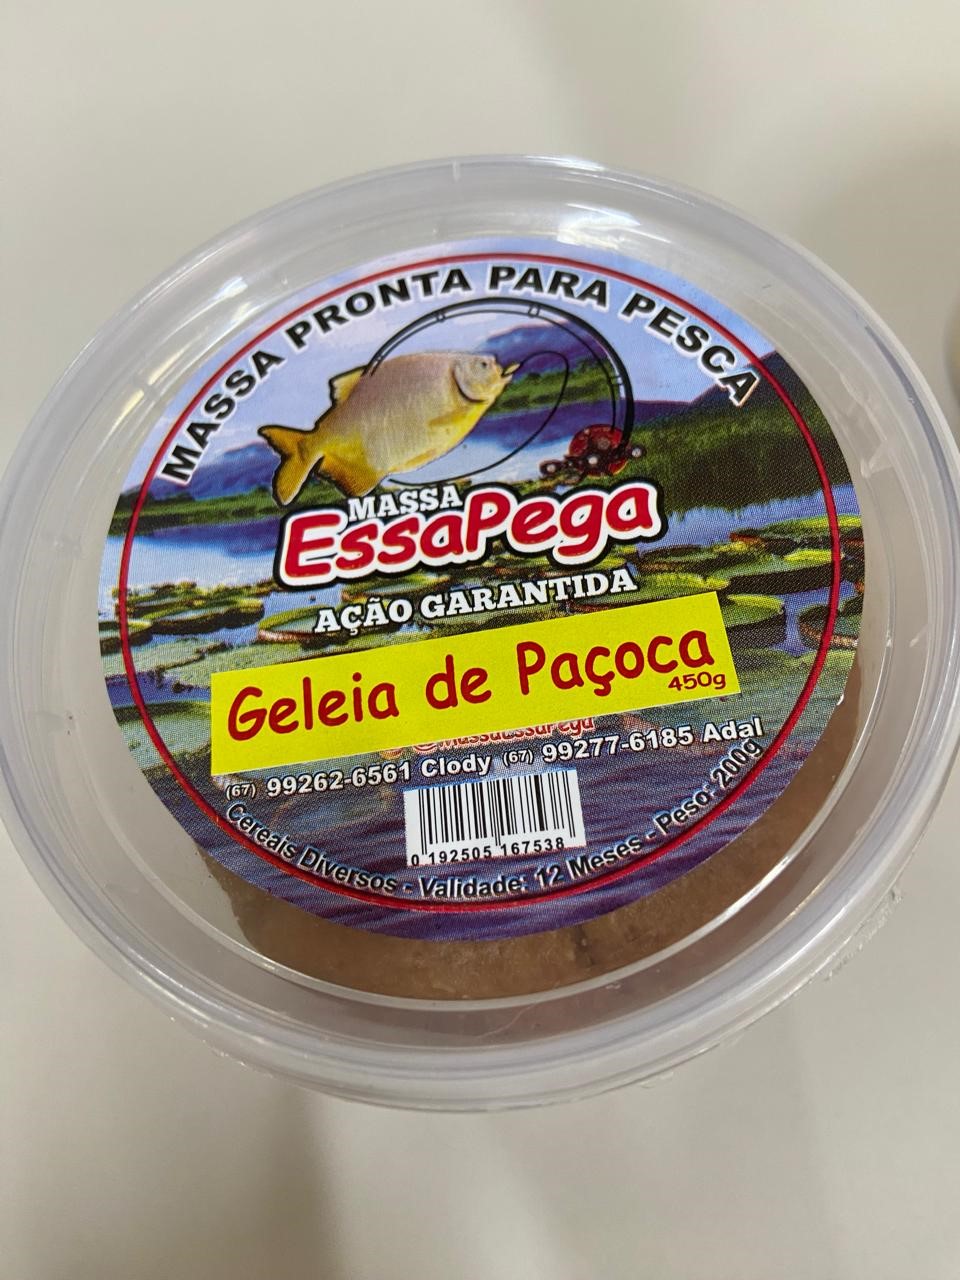 MASSA PRONTA PARA PESCA
MASSA
EssaPega
AÇÃO GARANTIDA
Geleia de Paçoca
450g
@MassaEssaPega
(67) 99262-6561 Clody (67) 99277-6185 Adal
0 192505 167538
Cereais Diversos - Validade: 12 Meses - Peso: 200g